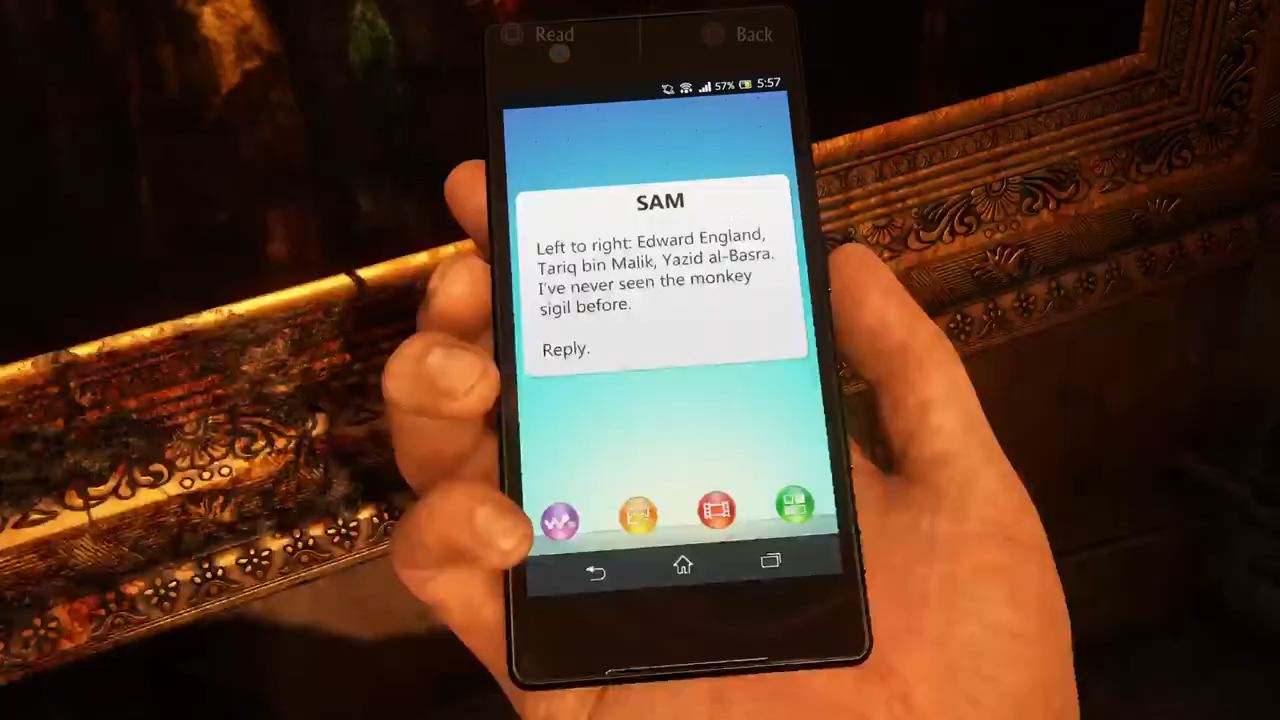 Read
Back
57% 5:57
SAM
Left to right: Edward England,
Tariq bin Malik, Yazid al-Basra.
I've never seen the monkey
sigil before.
Reply.